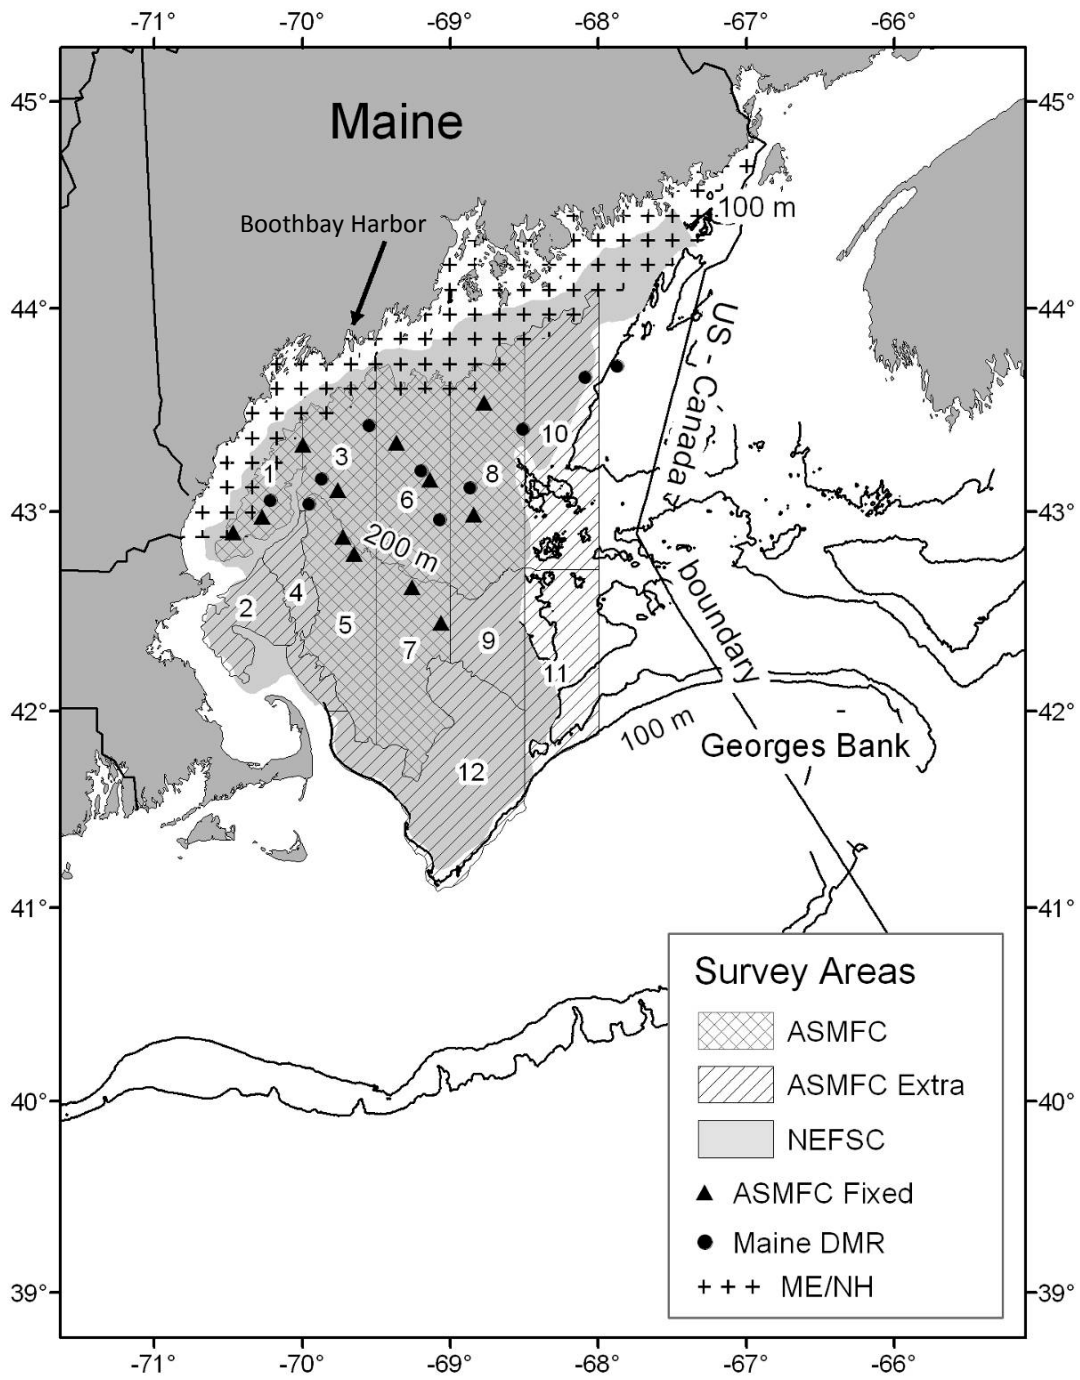 -71° -70° -69° -68° -67° -66°
45° 45°
Maine
Boothbay Harbor
100 m
44° 44°
US - Canada boundary
10
3
1
8
6
43° 43°
200 m
4
2
5
9
7
11
42° 42°
100 m
Georges Bank
12
41° 41°
Survey Areas
ASMFC
ASMFC Extra
40° 40°
NEFSC
ASMFC Fixed
Maine DMR
ME/NH
39° 39°
-71° -70° -69° -68° -67° -66°